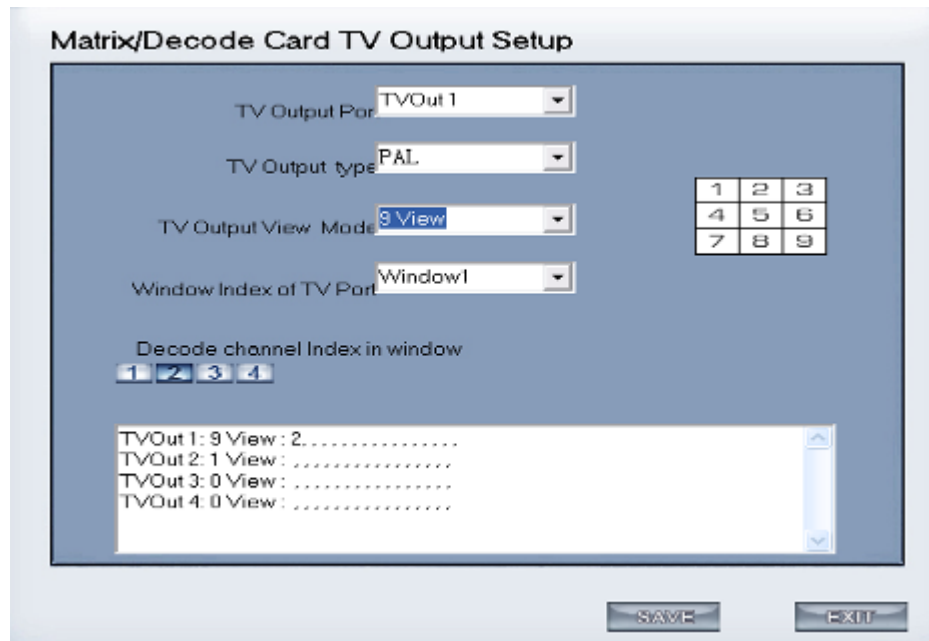 Matrix/Decode Card TV Output Setup
TV Output Por TVOut 1
TV Output type PAL
1 2 3
TV Output View Mode 9 View
4 5 6
7 8 9
Window Index of TV Port Window1
Decode channel Index in window
1 2 3 4
TVOut 1: 9 View : 2, , , , , , , , , , , , , , , ,
TVOut 2: 1 View : , , , , , , , , , , , , , , , ,
TVOut 3: 0 View : , , , , , , , , , , , , , , , ,
TVOut 4: 0 View : , , , , , , , , , , , , , , , ,
SAVE EXIT